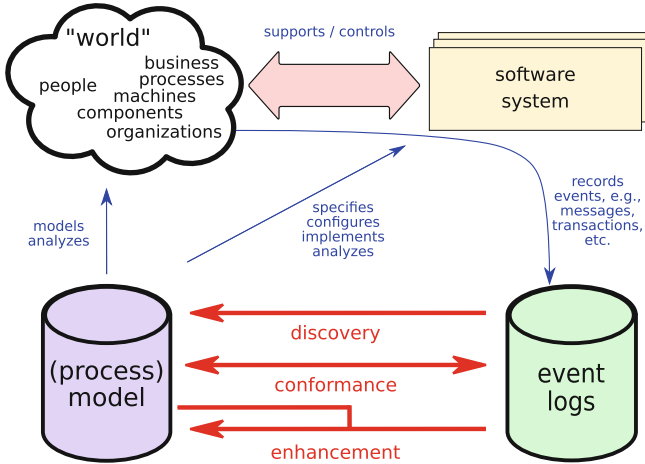 "world"
business
people
processes
machines
components
organizations
supports / controls
software
system
models
analyzes
specifies
configures
implements
analyzes
records
events, e.g.,
messages,
transactions,
etc.
(process)
model
discovery
conformance
enhancement
event
logs